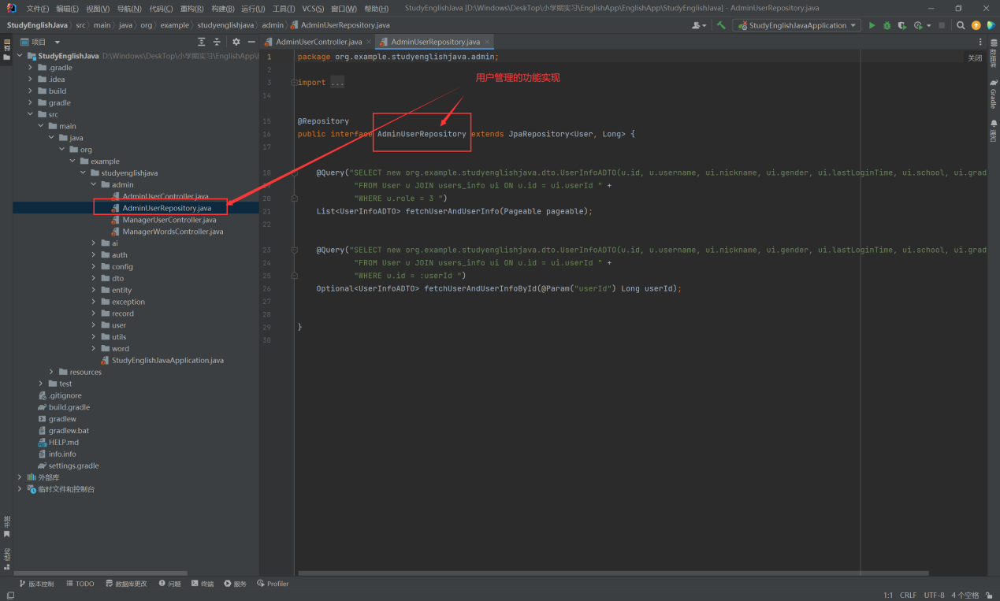 文件(F) 编辑(E) 视图(V) 导航(N) 代码(C) 重构(R) 构建(B) 运行(U) 工具(T) VCS(S) 窗口(W) 帮助(H) StudyEnglishJava [D:\Windows\DeskTop\小学期实习\EnglishApp\EnglishApp\StudyEnglishJava] - AdminUserRepository.java
StudyEnglishJava src main java org example studyenglishjava admin AdminUserRepository.java StudyEnglishJavaApplication
项目
AdminUserController.java AdminUserRepository.java
StudyEnglishJava D:\Windows\DeskTop\小学期实习\EnglishApp\EnglishApp\
.gradle
.idea
build
gradle
src
main
java
org
example
studyenglishjava
admin
AdminUserController.java
AdminUserRepository.java
ManagerUserController.java
ManagerWordsController.java
ai
auth
config
dto
entity
exception
record
user
utils
word
StudyEnglishJavaApplication.java
resources
test
.gitignore
build.gradle
gradlew
gradlew.bat
HELP.md
info.info
settings.gradle
外部库
临时文件和控制台
1 package org.example.studyenglishjava.admin;
2
3 import ...
14
15 @Repository
16 public interface AdminUserRepository extends JpaRepository<User, Long> {
17
18 @Query("SELECT new org.example.studyenglishjava.dto.UserInfoADTO(u.id, u.username, ui.nickname, ui.gender, ui.lastLoginTime, ui.school, ui.grad
19 "FROM User u JOIN users_info ui ON u.id = ui.userId " +
20 "WHERE u.role = 3 ")
21 List<UserInfoADTO> fetchUserAndUserInfo(Pageable pageable);
22
23 @Query("SELECT new org.example.studyenglishjava.dto.UserInfoADTO(u.id, u.username, ui.nickname, ui.gender, ui.lastLoginTime, ui.school, ui.grad
24 "FROM User u JOIN users_info ui ON u.id = ui.userId " +
25 "WHERE u.id = :userId ")
26 Optional<UserInfoADTO> fetchUserAndUserInfoById(@Param("userId") Long userId);
27
28
29 }
30
用户管理的功能实现
关闭
项目
书签
结构
数据库
Gradle
通知
版本控制 TODO 数据库更改 问题 终端 服务 Profiler
1:1 CRLF UTF-8 4 个空格